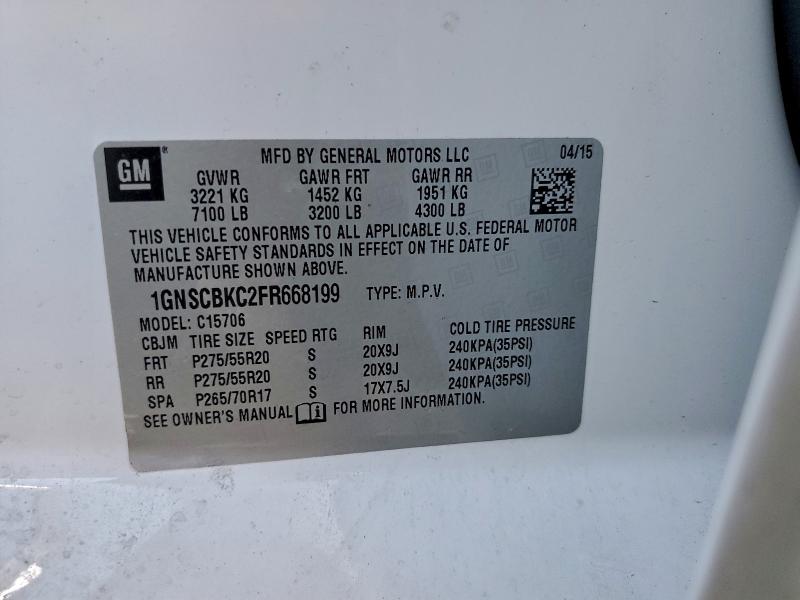 GM ® MFD BY GENERAL MOTORS LLC 04/15
GVWR GAWR FRT GAWR RR
3221 KG 1452 KG 1951 KG
7100 LB 3200 LB 4300 LB
THIS VEHICLE CONFORMS TO ALL APPLICABLE U.S. FEDERAL MOTOR
VEHICLE SAFETY STANDARDS IN EFFECT ON THE DATE OF
MANUFACTURE SHOWN ABOVE.
1GNSCBKC2FR668199 TYPE: M.P.V.
MODEL: C15706
CBJM TIRE SIZE SPEED RTG RIM COLD TIRE PRESSURE
FRT P275/55R20 S 20X9J 240KPA(35PSI)
RR P275/55R20 S 20X9J 240KPA(35PSI)
SPA P265/70R17 S 17X7.5J 240KPA(35PSI)
SEE OWNER'S MANUAL FOR MORE INFORMATION.